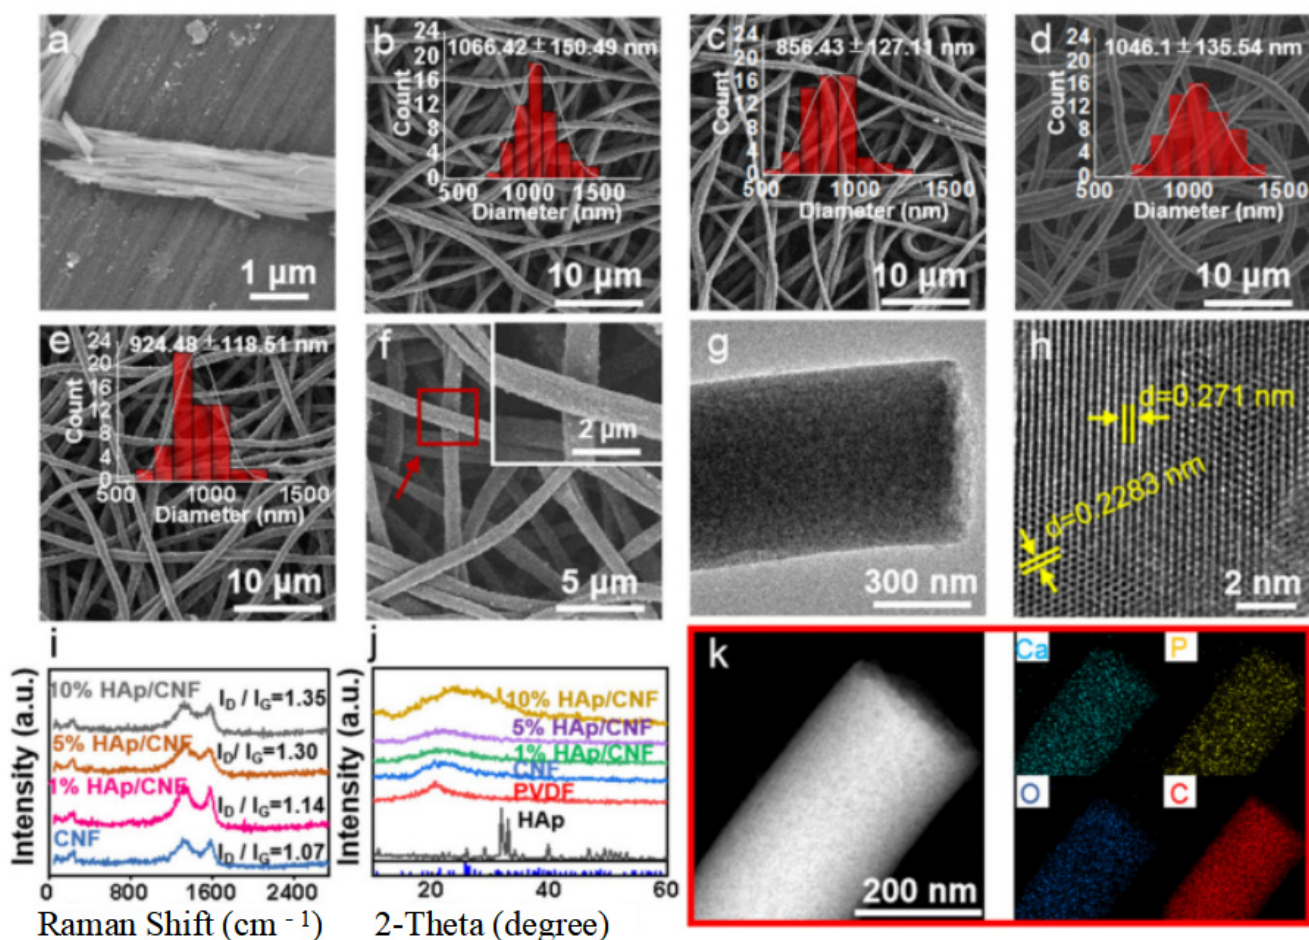 a
1 μm
b
1066.42 ± 150.49 nm
Count
24
20
16
12
8
4
0
500 1000 1500
Diameter (nm)
10 μm
c
856.43 ± 127.11 nm
Count
24
20
16
12
8
4
0
500 1000 1500
Diameter (nm)
10 μm
d
1046.1 ± 135.54 nm
Count
24
20
16
12
8
4
0
500 1000 1500
Diameter (nm)
10 μm
e
924.48 ± 118.51 nm
Count
24
20
16
12
8
4
0
500 1000 1500
Diameter (nm)
10 μm
f
2 μm
5 μm
g
300 nm
h
d=0.271 nm
d=0.2283 nm
2 nm
i
Intensity (a.u.)
10% HAp/CNF
I_D / I_G=1.35
5% HAp/CNF
I_D/ I_G=1.30
1% HAp/CNF
I_D / I_G=1.14
CNF
I_D / I_G=1.07
0 800 1600 2400
Raman Shift (cm⁻¹)
j
Intensity (a.u.)
10% HAp/CNF
5% HAp/CNF
1% HAp/CNF
CNF
PVDF
HAp
20 40 60
2-Theta (degree)
k
200 nm
Ca
P
O
C